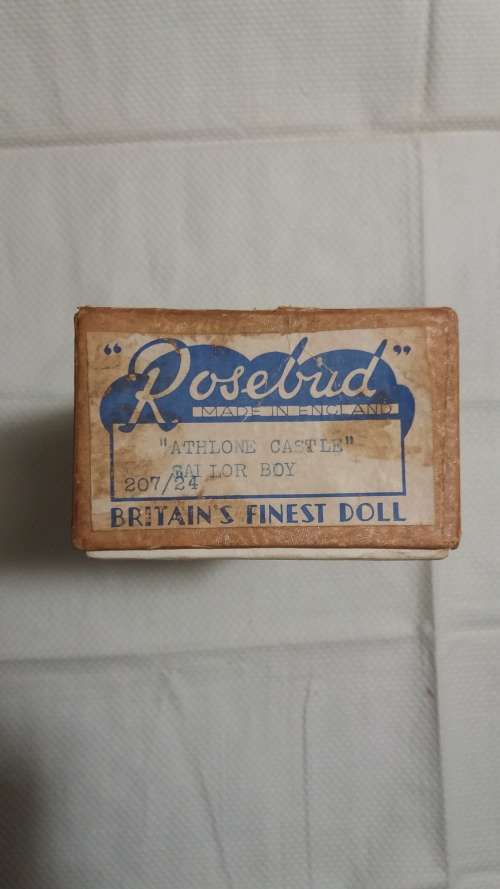 "Rosebud"
MADE IN ENGLAND
"ATHLONE CASTLE"
SAILOR BOY
207/24
BRITAIN'S FINEST DOLL